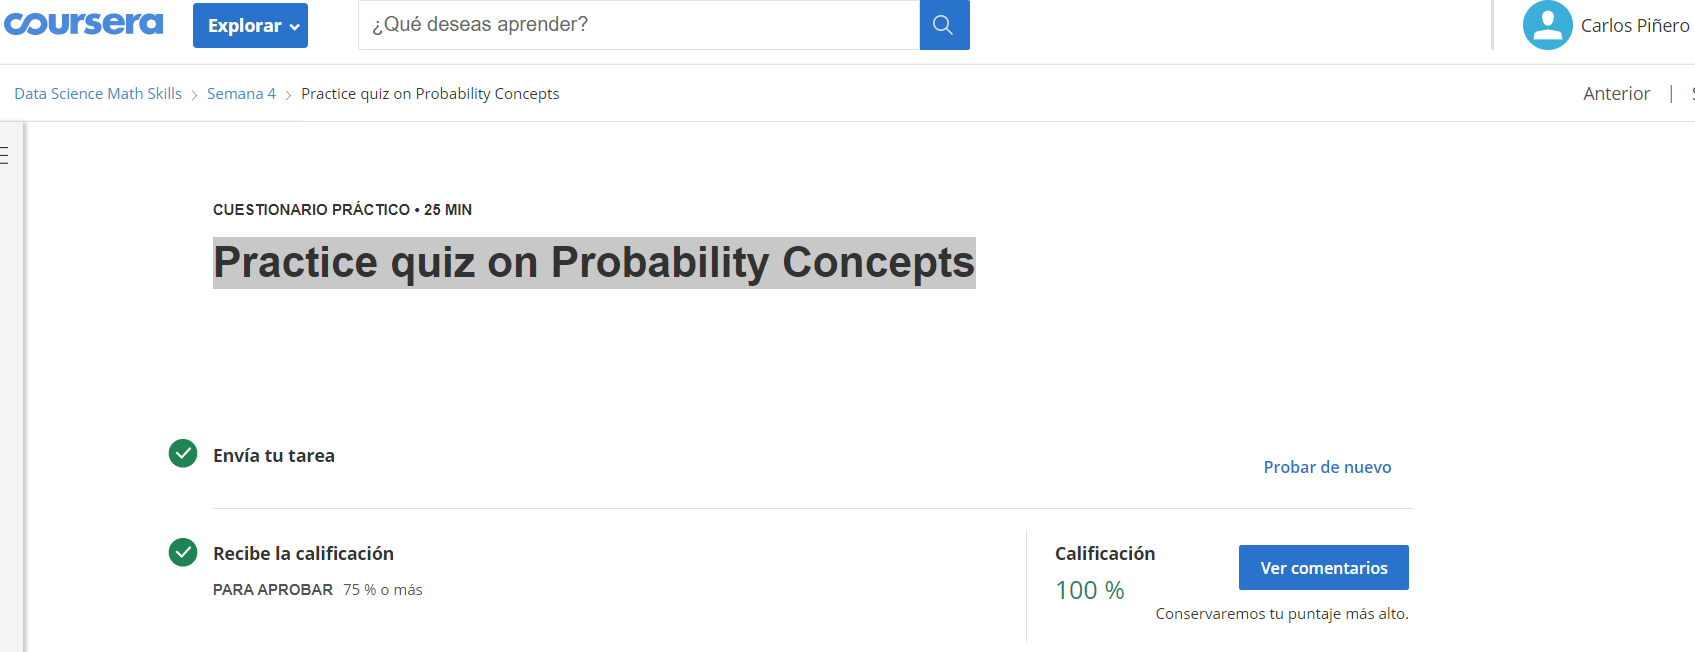 coursera
Explorar
¿Qué deseas aprender?
Carlos Piñero
Data Science Math Skills > Semana 4 > Practice quiz on Probability Concepts
Anterior |
CUESTIONARIO PRÁCTICO • 25 MIN
Practice quiz on Probability Concepts
Envía tu tarea
Probar de nuevo
Recibe la calificación
PARA APROBAR 75 % o más
Calificación
100 %
Ver comentarios
Conservaremos tu puntaje más alto.